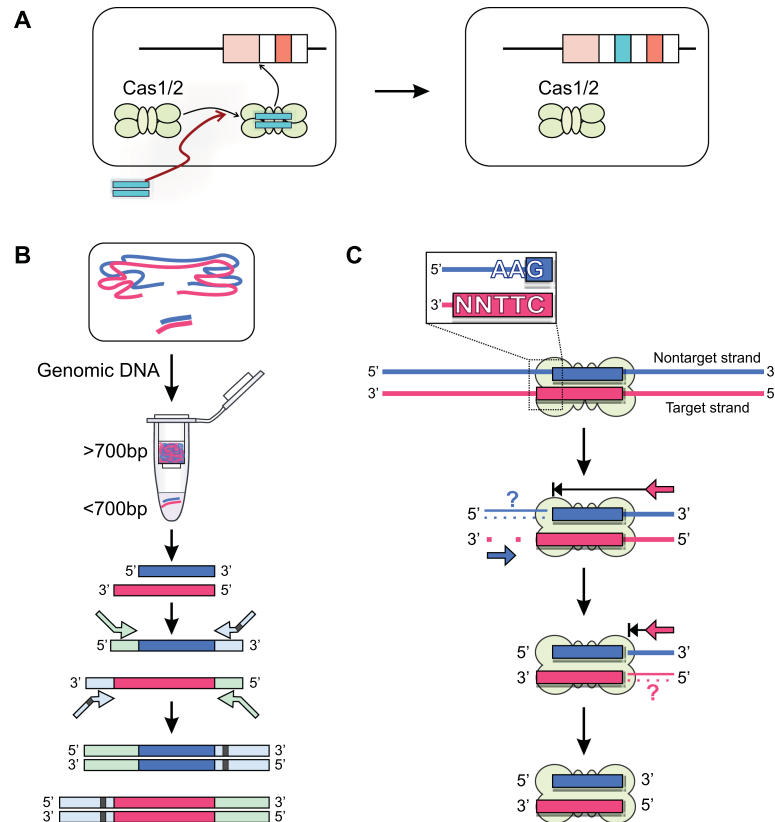 A
Cas1/2
Cas1/2
B
Genomic DNA
>700bp
<700bp
5’ 3’
3’ 5’
5’ 3’
3’ 5’
5’ 3’
3’ 5’
5’ 3’
3’ 5’
C
5’ AAG
3’ NNTTC
5’ Nontarget strand 3
3’ Target strand 5
?
5’ 3’
3’ 5’
5’ 3’
3’ 5’
?
5’ 3’
3’ 5’